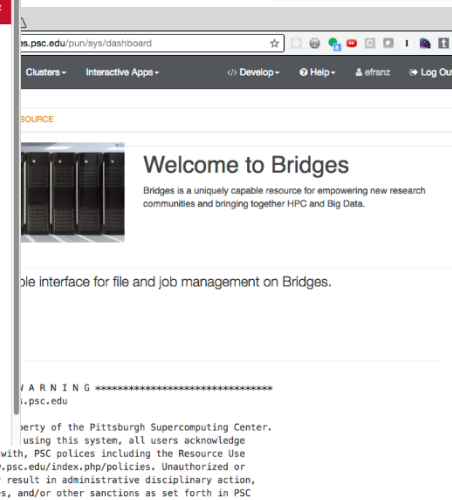 es.psc.edu/pun/sys/dashboard
Clusters Interactive Apps </> Develop Help efranz Log Out
SOURCE
Welcome to Bridges
Bridges is a uniquely capable resource for empowering new research
communities and bringing together HPC and Big Data.
ole interface for file and job management on Bridges.
W A R N I N G *********************************
s.psc.edu
perty of the Pittsburgh Supercomputing Center.
using this system, all users acknowledge
with, PSC polices including the Resource Use
w.psc.edu/index.php/policies. Unauthorized or
result in administrative disciplinary action,
es, and/or other sanctions as set forth in PSC